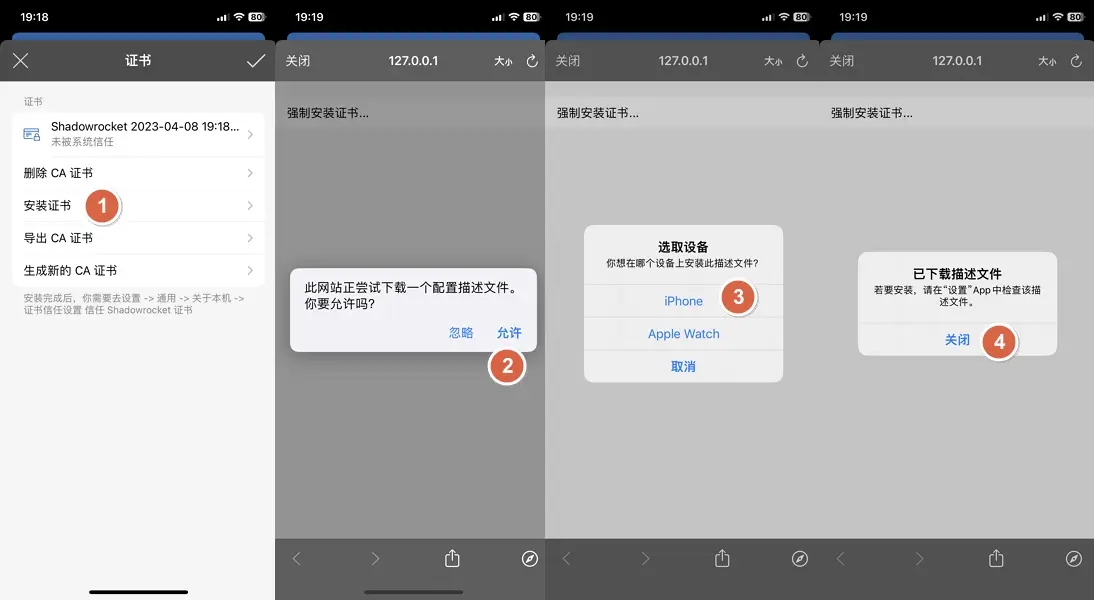 19:18
80
证书
证书
Shadowrocket 2023-04-08 19:18...
未被系统信任
删除 CA 证书
安装证书
1
导出 CA 证书
生成新的 CA 证书
安装完成后，你需要去设置 -> 通用 -> 关于本机 ->
证书信任设置 信任 Shadowrocket 证书
19:19
80
关闭
127.0.0.1
大小
强制安装证书...
此网站正尝试下载一个配置描述文件。
你要允许吗?
忽略
允许
2
19:19
80
关闭
127.0.0.1
大小
强制安装证书...
选取设备
你想在哪个设备上安装此描述文件?
iPhone
3
Apple Watch
取消
19:19
80
关闭
127.0.0.1
大小
强制安装证书...
已下载描述文件
若要安装，请在“设置”App中检查该描
述文件。
关闭
4